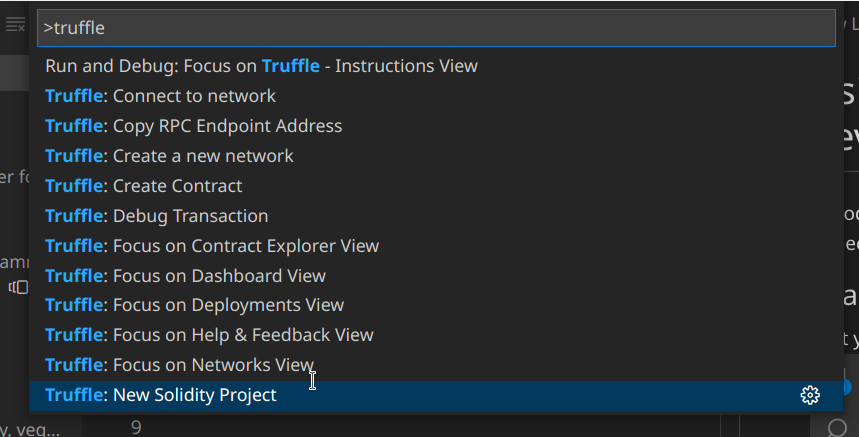 >truffle
Run and Debug: Focus on Truffle - Instructions View
Truffle: Connect to network
Truffle: Copy RPC Endpoint Address
Truffle: Create a new network
Truffle: Create Contract
Truffle: Debug Transaction
Truffle: Focus on Contract Explorer View
Truffle: Focus on Dashboard View
Truffle: Focus on Deployments View
Truffle: Focus on Help & Feedback View
Truffle: Focus on Networks View
Truffle: New Solidity Project
y, veg...
9